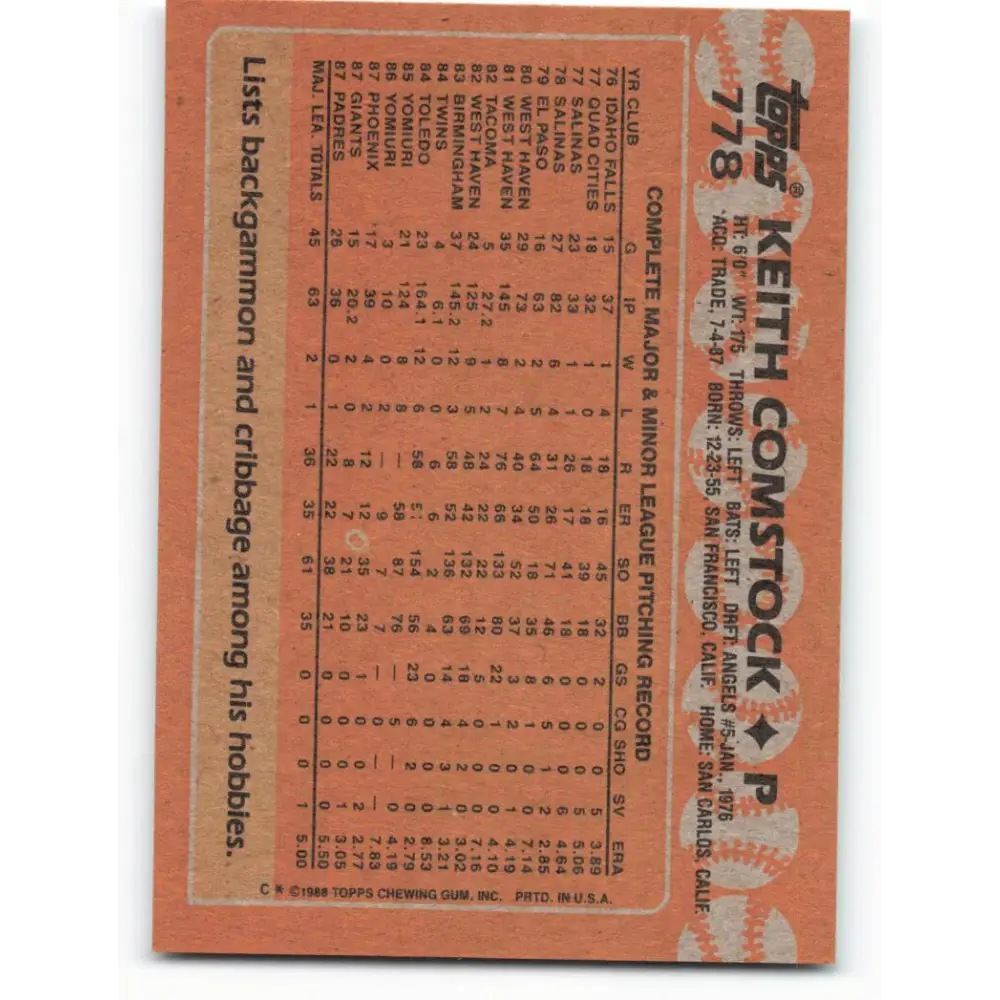 Topps® KEITH COMSTOCK ♦ P
778
HT: 6'0" WT: 175 THROWS: LEFT BATS: LEFT DRFT: ANGELS #5-JAN., 1976
*ACQ: TRADE, 7-4-87. BORN: 12-23-55, SAN FRANCISCO, CALIF. HOME: SAN CARLOS, CALIF.
COMPLETE MAJOR & MINOR LEAGUE PITCHING RECORD
YR CLUB G IP W L R ER SO BB GS CG SHO SV ERA
76 IDAHO FALLS 15 37 1 4 18 16 45 32 2 0 0 5 3.89
77 QUAD CITIES 18 32 1 0 18 18 39 18 0 0 0 5 5.06
77 SALINAS 23 33 1 1 26 17 41 18 0 0 0 6 4.64
78 SALINAS 27 82 6 4 26 71 46 6 5 1 2 2.85
79 EL PASO 16 63 2 5 64 50 18 35 8 1 0 0 7.14
80 WEST HAVEN 29 73 2 4 40 34 52 37 1 4.19
81 WEST HAVEN 35 145 8 7 76 66 133 80 22 4.10
82 TACOMA 5 27.2 1 2 24 22 22 12 5 0 0 0 7.16
82 WEST HAVEN 24 125 9 5 48 42 132 69 18 4 2 0 3.02
83 BIRMINGHAM 37 145.2 12 3 58 52 136 63 14 4 3 1 3.21
84 TWINS 4 6.1 0 0 6 6 2 4 0 0 0 0 8.53
84 TOLEDO 23 164.1 12 6 58 51 154 56 23 6 2 0 2.79
85 YOMIURI 21 124 8 8 — 58 87 76 — 5 — 0 4.19
86 YOMIURI 3 10 0 2 — 9 7 7 — 0 — — 7.83
87 PHOENIX *17 39 4 2 12 12 35 23 1 0 0 2 2.77
87 GIANTS 15 20.2 2 0 8 7 21 10 0 0 0 1 3.05
87 PADRES 26 36 0 1 22 22 38 21 0 0 0 0 5.50
MAJ. LEA. TOTALS 45 63 2 1 36 35 61 35 0 0 0 1 5.00
C * ©1988 TOPPS CHEWING GUM, INC. PRTD. IN U.S.A.
Lists backgammon and cribbage among his hobbies.